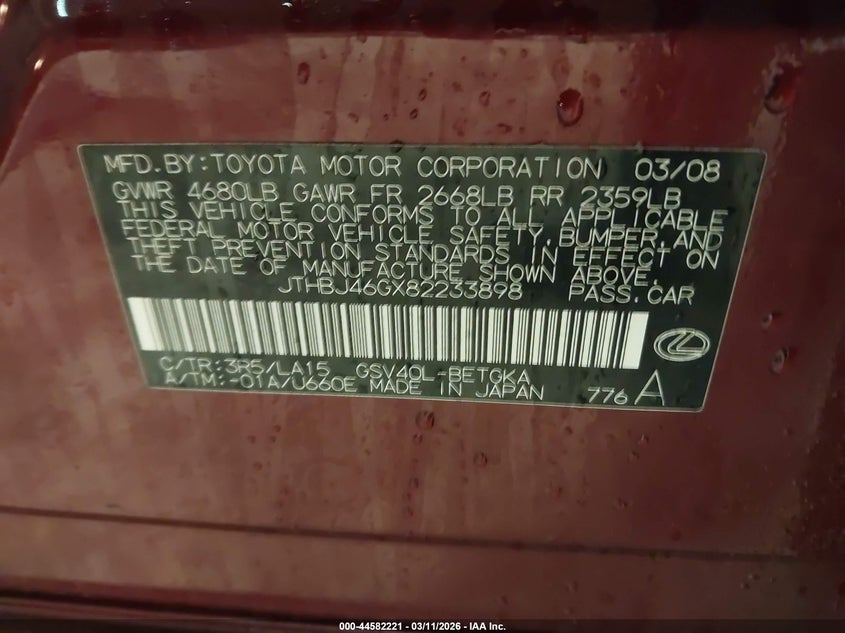 MFD.BY:TOYOTA MOTOR CORPORATION 03/08
GVWR 4680LB GAWR FR 2668LB RR 2359LB
THIS VEHICLE CONFORMS TO ALL APPLICABLE
FEDERAL MOTOR VEHICLE SAFETY,BUMPER,AND
THEFT PREVENTION STANDARDS IN EFFECT ON
THE DATE OF MANUFACTURE SHOWN ABOVE.
JTHBJ46GX82233898 PASS.CAR
C/TR:3R5/LA15 GSV40L-BETGKA
A/TM:-01A/U660E MADE IN JAPAN 776A
000-44582221 - 03/11/2026 - IAA Inc.